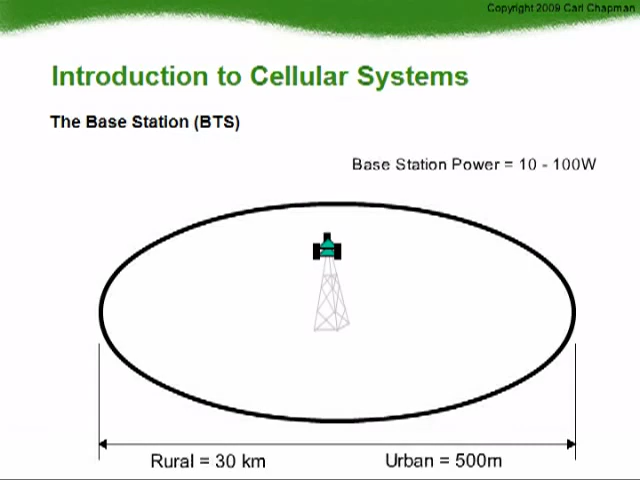 Copyright 2009 Carl Chapman
Introduction to Cellular Systems
The Base Station (BTS)
Base Station Power = 10 - 100W
Rural = 30 km
Urban = 500m